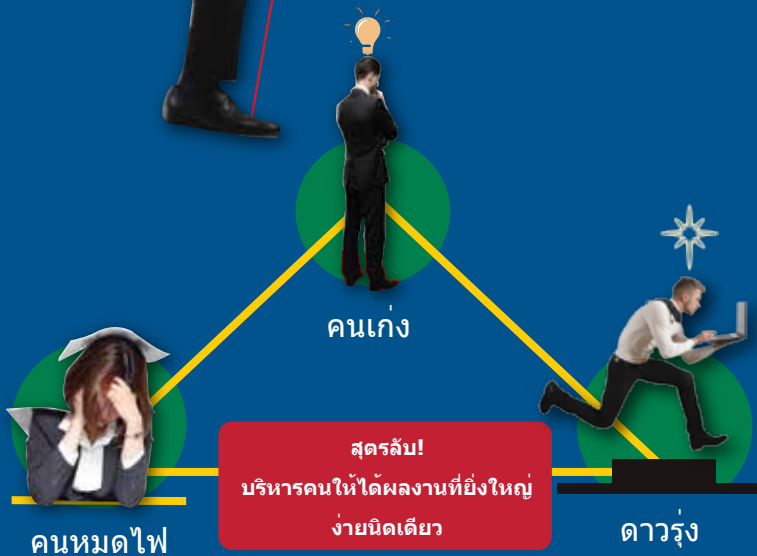 คนเก่ง
สุตรลับ!
บริหารคนให้ได้ผลงานที่ยิ่งใหญ่
ง่ายนิดเดียว
คนหมดไฟ
ดาวรุ่ง